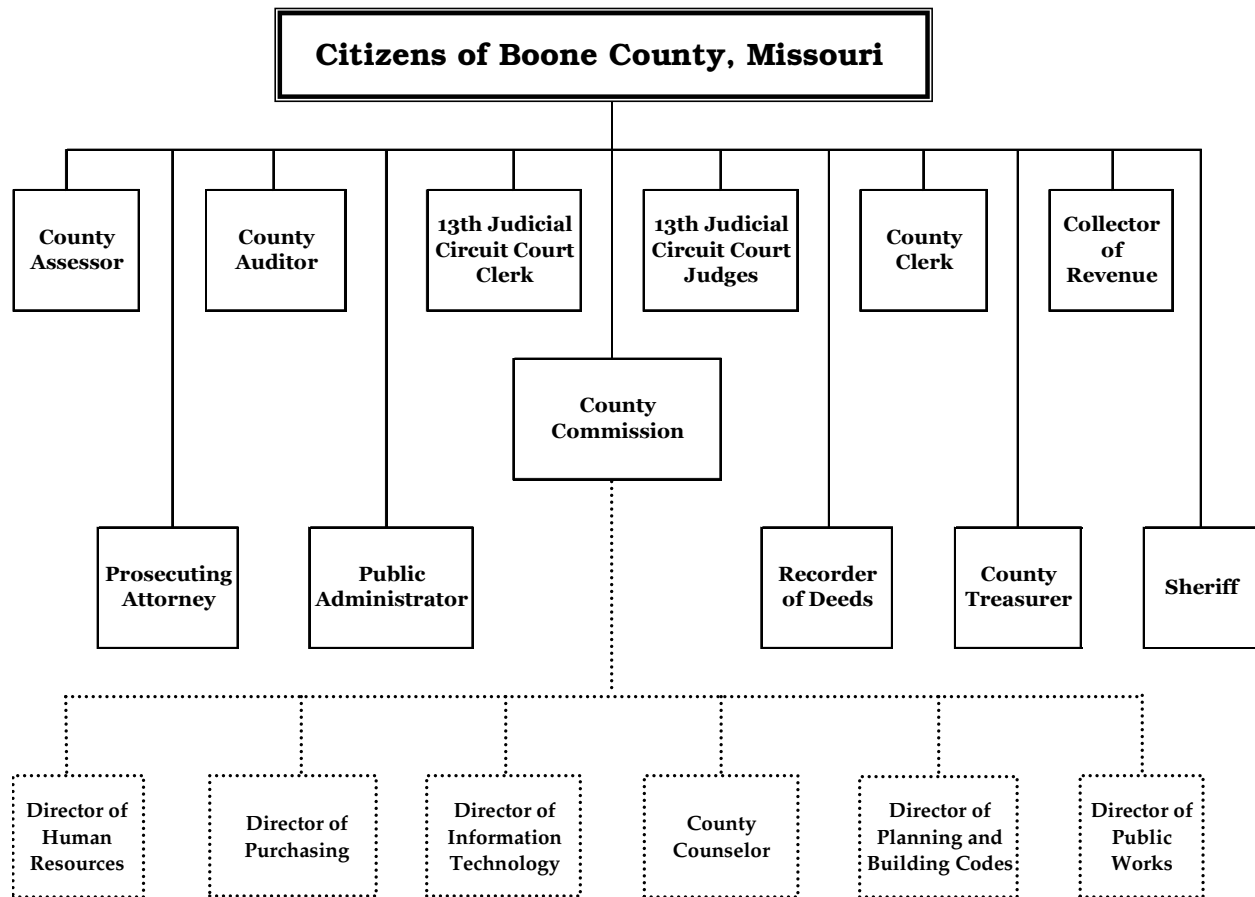 Citizens of Boone County, Missouri
County
Assessor
County
Auditor
13th Judicial
Circuit Court
Clerk
13th Judicial
Circuit Court
Judges
County
Clerk
Collector
of
Revenue
County
Commission
Prosecuting
Attorney
Public
Administrator
Recorder
of Deeds
County
Treasurer
Sheriff
Director of
Human
Resources
Director of
Purchasing
Director of
Information
Technology
County
Counselor
Director of
Planning and
Building Codes
Director of
Public
Works